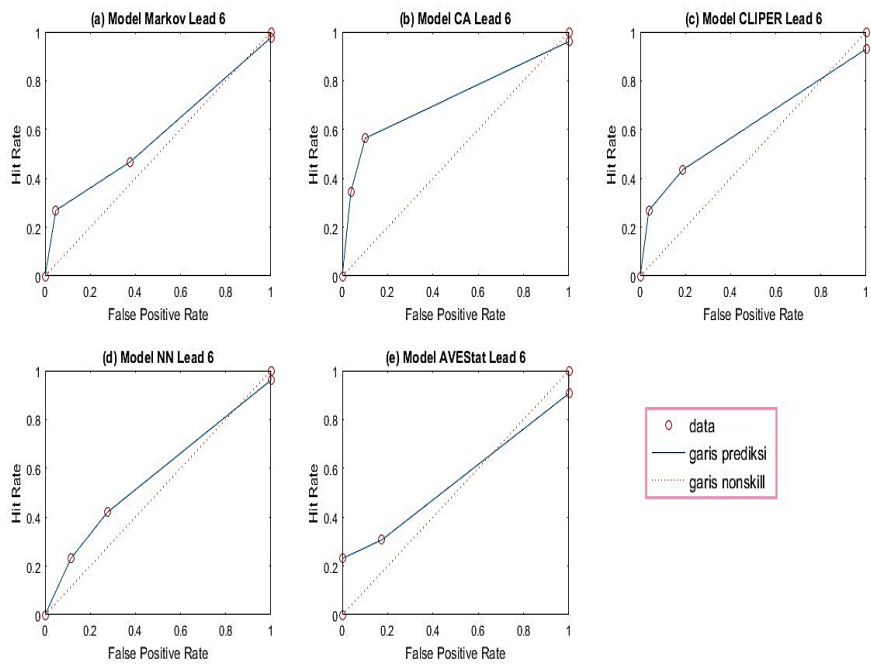 (a) Model Markov Lead 6
1
0.8
0.6
0.4
0.2
0
Hit Rate
0 0.2 0.4 0.6 0.8 1
False Positive Rate
(b) Model CA Lead 6
1
0.8
0.6
0.4
0.2
0
Hit Rate
0 0.2 0.4 0.6 0.8 1
False Positive Rate
(c) Model CLIPER Lead 6
1
0.8
0.6
0.4
0.2
0
Hit Rate
0 0.2 0.4 0.6 0.8 1
False Positive Rate
(d) Model NN Lead 6
1
0.8
0.6
0.4
0.2
0
Hit Rate
0 0.2 0.4 0.6 0.8 1
False Positive Rate
(e) Model AVEStat Lead 6
1
0.8
0.6
0.4
0.2
0
Hit Rate
0 0.2 0.4 0.6 0.8 1
False Positive Rate
data
garis prediksi
garis nonskill